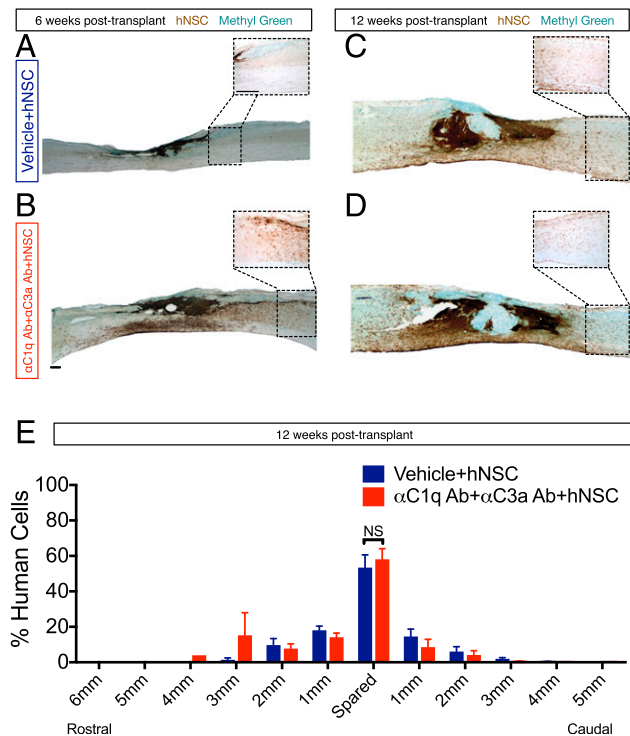 6 weeks post-transplant hNSC Methyl Green
12 weeks post-transplant hNSC Methyl Green
A
C
Vehicle+hNSC
B
D
αC1q Ab+αC3a Ab+hNSC
E
12 weeks post-transplant
Vehicle+hNSC
αC1q Ab+αC3a Ab+hNSC
NS
% Human Cells
100
80
60
40
20
0
6mm 5mm 4mm 3mm 2mm 1mm Spared 1mm 2mm 3mm 4mm 5mm
Rostral Caudal